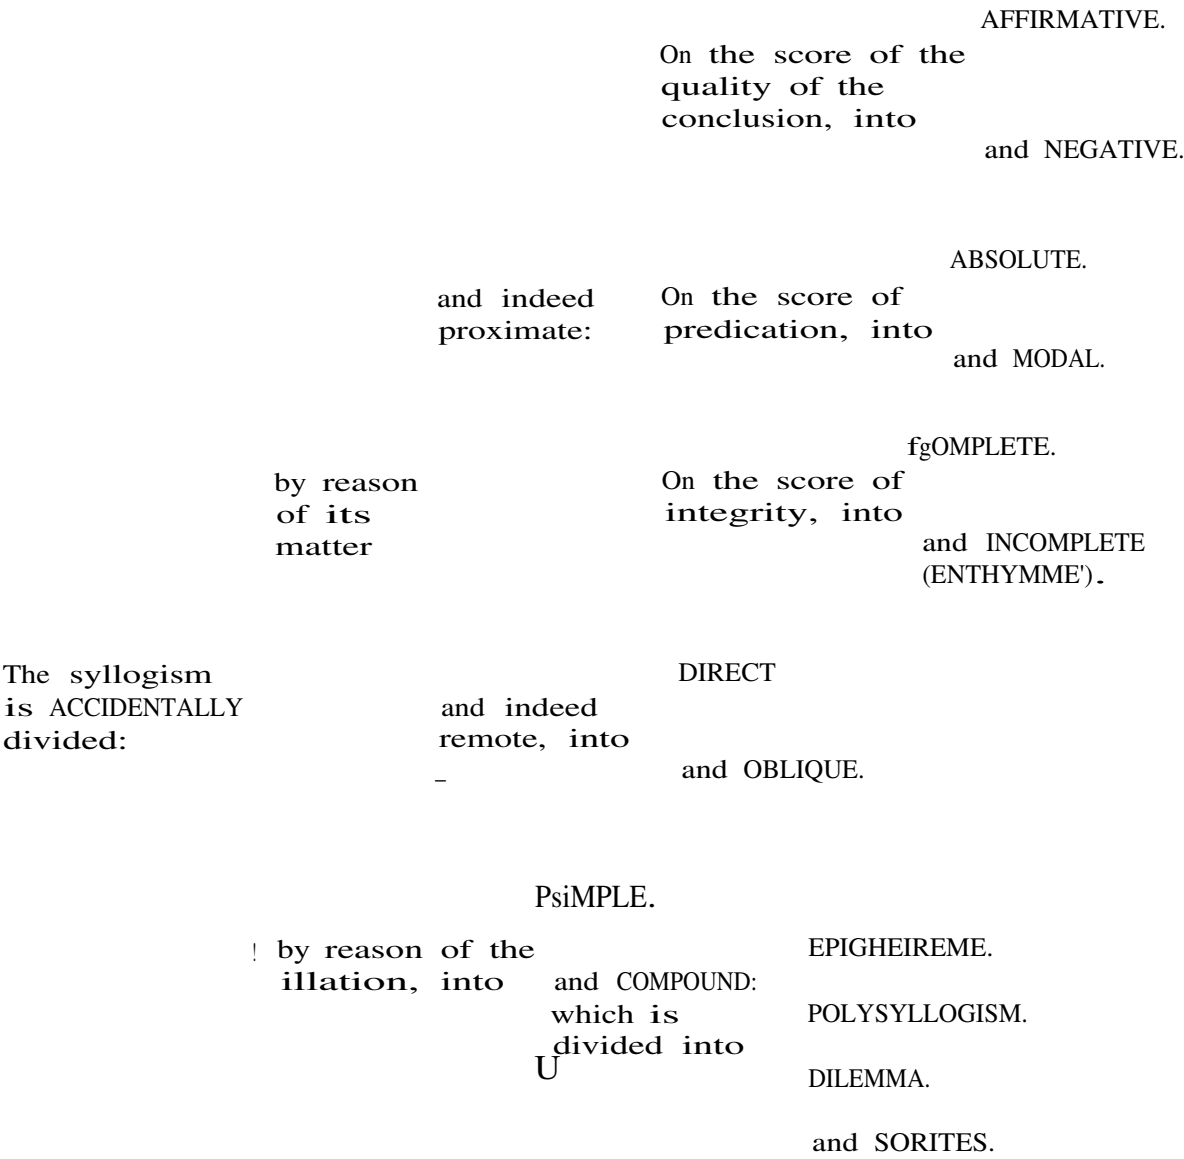 AFFIRMATIVE.
On the score of the
quality of the
conclusion, into
and NEGATIVE.
ABSOLUTE.
and indeed
proximate:
On the score of
predication, into
and MODAL.
fgOMPLETE.
by reason
of its
matter
On the score of
integrity, into
and INCOMPLETE
(ENTHYMME').
The syllogism
is ACCIDENTALLY
divided:
DIRECT
and indeed
remote, into
_
and OBLIQUE.
PsiMPLE.
! by reason of the
illation, into
and COMPOUND:
which is
divided into
U
EPIGHEIREME.
POLYSYLLOGISM.
DILEMMA.
and SORITES.